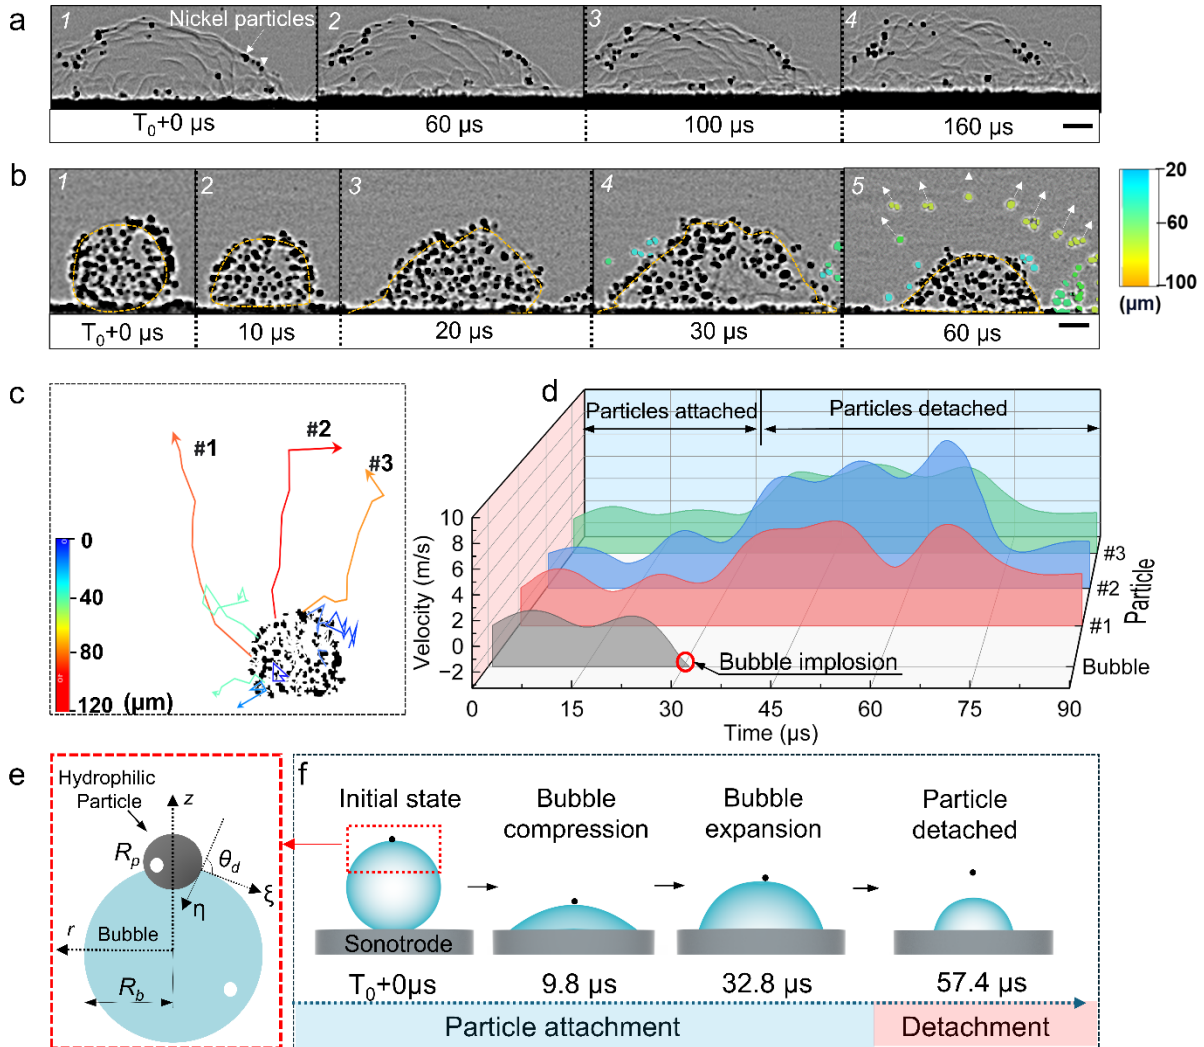 a
1
Nickel particles
2
3
4
T₀+0 µs
60 µs
100 µs
160 µs
b
1
2
3
4
5
20
60
100
(µm)
T₀+0 µs
10 µs
20 µs
30 µs
60 µs
c
#1
#2
#3
0
40
80
120 (µm)
d
Particles attached
Particles detached
10
8
6
4
2
0
−2
Velocity (m/s)
#3
#2
#1
Bubble
Particle
Bubble implosion
0
15
30
45
60
75
90
Time (µs)
e
Hydrophilic
Particle
z
Rₚ
θ_d
ξ
η
r
Bubble
R_b
f
Initial state
Bubble
compression
Bubble
expansion
Particle
detached
Sonotrode
T₀+0µs
9.8 µs
32.8 µs
57.4 µs
Particle attachment
Detachment